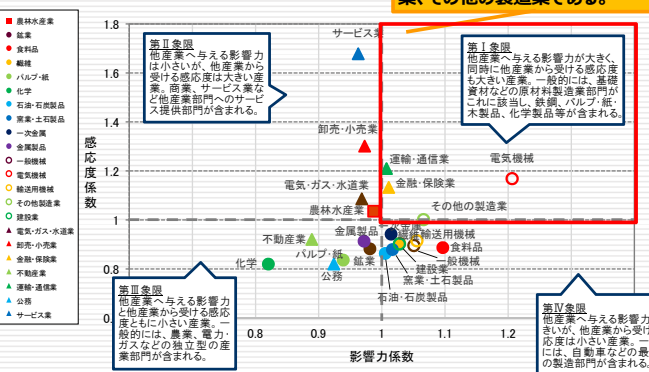 業、その他の製造業である。
農林水産業
鉱業
食料品
繊維
パルプ・紙
化学
石油・石炭製品
窯業・土石製品
一次金属
金属製品
一般機械
電気機械
輸送用機械
その他製造業
建設業
電気・ガス・水道業
卸売・小売業
金融・保険業
不動産業
運輸・通信業
公務
サービス業
感応度係数
1.8
1.6
1.4
1.2
1
0.8
第Ⅱ象限
他産業へ与える影響力
は小さいが、他産業から
受ける感応度は大きい産
業。商業、サービス業な
ど他産業部門へのサービ
ス提供部門が含まれる。
第Ⅰ象限
他産業へ与える影響力が大きく、
同時に他産業から受ける感応度
も大きい産業。一般的には、基礎
資材などの原材料製造業部門が
これに該当し、鉄鋼、パルプ・紙・
木製品、化学製品等が含まれる。
サービス業
卸売・小売業
運輸・通信業
電気機械
金融・保険業
電気・ガス・水道業
農林水産業
その他の製造業
一次金属
金属製品
繊維
輸送用機械
不動産業
食料品
パルプ・紙
鉱業
一般機械
化学
建設業
公務
窯業・土石製品
石油・石炭製品
第Ⅲ象限
他産業へ与える影響力
と他産業から受ける感応
度ともに小さい産業。一
般的には、農業、電力・
ガスなどの独立型の産
業部門が含まれる。
第Ⅳ象限
他産業へ与える影響力
きいが、他産業から受け
応度は小さい産業。一
には、自動車などの最
の製造部門が含まれる。
0.8
0.9
1
1.1
1.2
影響力係数